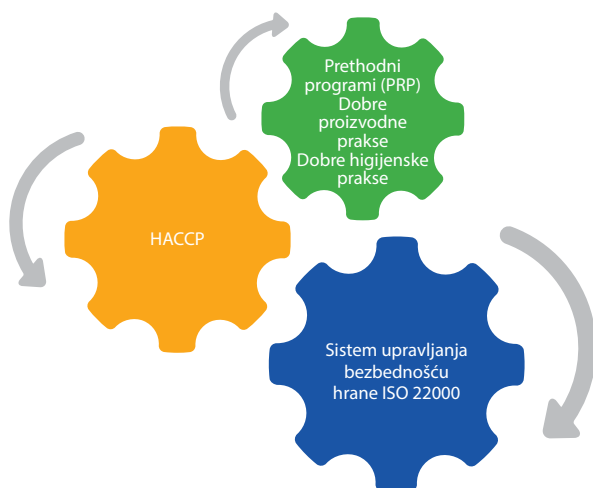 Prethodni
programi (PRP)
Dobre
proizvodne
prakse
Dobre higijenske
prakse
HACCP
Sistem upravljanja
bezbednošću
hrane ISO 22000